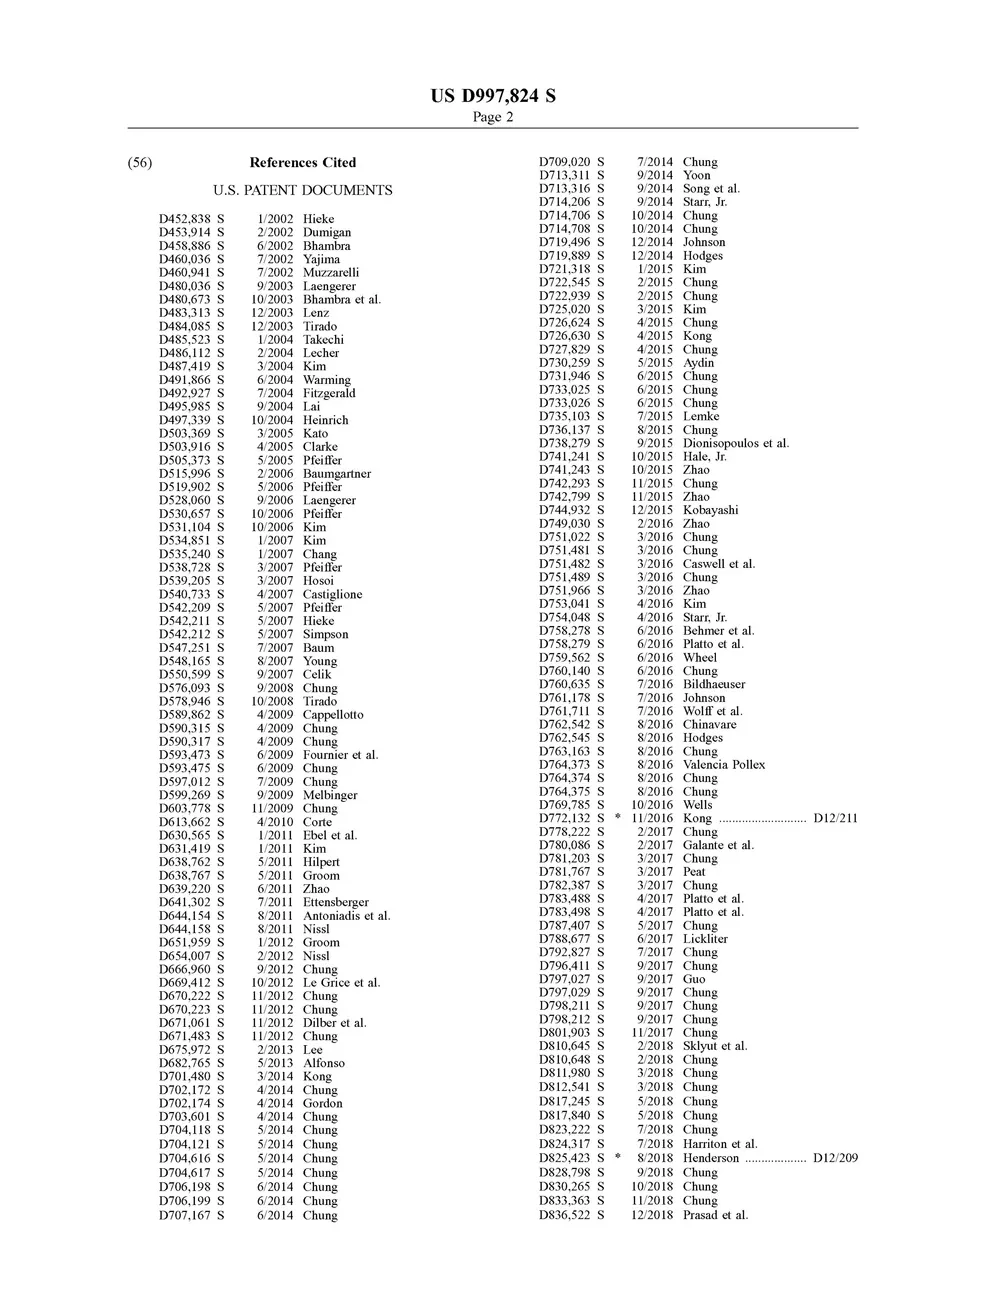 US D997,824 S
Page 2
(56) References Cited
U.S. PATENT DOCUMENTS
D452,838 S 1/2002 Hieke
D453,914 S 2/2002 Dumigan
D458,886 S 6/2002 Bhambra
D460,036 S 7/2002 Yajima
D460,941 S 7/2002 Muzzarelli
D480,036 S 9/2003 Laengerer
D480,673 S 10/2003 Bhambra et al.
D483,313 S 12/2003 Lenz
D484,085 S 12/2003 Tirado
D485,523 S 1/2004 Takechi
D486,112 S 2/2004 Lecher
D487,419 S 3/2004 Kim
D491,866 S 6/2004 Warming
D492,927 S 7/2004 Fitzgerald
D495,985 S 9/2004 Lai
D497,339 S 10/2004 Heinrich
D503,369 S 3/2005 Kato
D503,916 S 4/2005 Clarke
D505,373 S 5/2005 Pfeiffer
D515,996 S 2/2006 Baumgartner
D519,902 S 5/2006 Pfeiffer
D528,060 S 9/2006 Laengerer
D530,657 S 10/2006 Pfeiffer
D531,104 S 10/2006 Kim
D534,851 S 1/2007 Kim
D535,240 S 1/2007 Chang
D538,728 S 3/2007 Pfeiffer
D539,205 S 3/2007 Hosoi
D540,733 S 4/2007 Castiglione
D542,209 S 5/2007 Pfeiffer
D542,211 S 5/2007 Hieke
D542,212 S 5/2007 Simpson
D547,251 S 7/2007 Baum
D548,165 S 8/2007 Young
D550,599 S 9/2007 Celik
D576,093 S 9/2008 Chung
D578,946 S 10/2008 Tirado
D589,862 S 4/2009 Cappellotto
D590,315 S 4/2009 Chung
D590,317 S 4/2009 Chung
D593,473 S 6/2009 Fournier et al.
D593,475 S 6/2009 Chung
D597,012 S 7/2009 Chung
D599,269 S 9/2009 Melbinger
D603,778 S 11/2009 Chung
D613,662 S 4/2010 Corte
D630,565 S 1/2011 Ebel et al.
D631,419 S 1/2011 Kim
D638,762 S 5/2011 Hilpert
D638,767 S 5/2011 Groom
D639,220 S 6/2011 Zhao
D641,302 S 7/2011 Ettensberger
D644,154 S 8/2011 Antoniadis et al.
D644,158 S 8/2011 Nissl
D651,959 S 1/2012 Groom
D654,007 S 2/2012 Nissl
D666,960 S 9/2012 Chung
D669,412 S 10/2012 Le Grice et al.
D670,222 S 11/2012 Chung
D670,223 S 11/2012 Chung
D671,061 S 11/2012 Dilber et al.
D671,483 S 11/2012 Chung
D675,972 S 2/2013 Lee
D682,765 S 5/2013 Alfonso
D701,480 S 3/2014 Kong
D702,172 S 4/2014 Chung
D702,174 S 4/2014 Gordon
D703,601 S 4/2014 Chung
D704,118 S 5/2014 Chung
D704,121 S 5/2014 Chung
D704,616 S 5/2014 Chung
D704,617 S 5/2014 Chung
D706,198 S 6/2014 Chung
D706,199 S 6/2014 Chung
D707,167 S 6/2014 Chung
D709,020 S 7/2014 Chung
D713,311 S 9/2014 Yoon
D713,316 S 9/2014 Song et al.
D714,206 S 9/2014 Starr, Jr.
D714,706 S 10/2014 Chung
D714,708 S 10/2014 Chung
D719,496 S 12/2014 Johnson
D719,889 S 12/2014 Hodges
D721,318 S 1/2015 Kim
D722,545 S 2/2015 Chung
D722,939 S 2/2015 Chung
D725,020 S 3/2015 Kim
D726,624 S 4/2015 Chung
D726,630 S 4/2015 Kong
D727,829 S 4/2015 Chung
D730,259 S 5/2015 Aydin
D731,946 S 6/2015 Chung
D733,025 S 6/2015 Chung
D733,026 S 6/2015 Chung
D735,103 S 7/2015 Lemke
D736,137 S 8/2015 Chung
D738,279 S 9/2015 Dionisopoulos et al.
D741,241 S 10/2015 Hale, Jr.
D741,243 S 10/2015 Zhao
D742,293 S 11/2015 Chung
D742,799 S 11/2015 Zhao
D744,932 S 12/2015 Kobayashi
D749,030 S 2/2016 Zhao
D751,022 S 3/2016 Chung
D751,481 S 3/2016 Chung
D751,482 S 3/2016 Caswell et al.
D751,489 S 3/2016 Chung
D751,966 S 3/2016 Zhao
D753,041 S 4/2016 Kim
D754,048 S 4/2016 Starr, Jr.
D758,278 S 6/2016 Behmer et al.
D758,279 S 6/2016 Platto et al.
D759,562 S 6/2016 Wheel
D760,140 S 6/2016 Chung
D760,635 S 7/2016 Bildhaeuser
D761,178 S 7/2016 Johnson
D761,711 S 7/2016 Wolff et al.
D762,542 S 8/2016 Chinavare
D762,545 S 8/2016 Hodges
D763,163 S 8/2016 Chung
D764,373 S 8/2016 Valencia Pollex
D764,374 S 8/2016 Chung
D764,375 S 8/2016 Chung
D769,785 S 10/2016 Wells
D772,132 S * 11/2016 Kong ........................... D12/211
D778,222 S 2/2017 Chung
D780,086 S 2/2017 Galante et al.
D781,203 S 3/2017 Chung
D781,767 S 3/2017 Peat
D782,387 S 3/2017 Chung
D783,488 S 4/2017 Platto et al.
D783,498 S 4/2017 Platto et al.
D787,407 S 5/2017 Chung
D788,677 S 6/2017 Lickliter
D792,827 S 7/2017 Chung
D796,411 S 9/2017 Chung
D797,027 S 9/2017 Guo
D797,029 S 9/2017 Chung
D798,211 S 9/2017 Chung
D798,212 S 9/2017 Chung
D801,903 S 11/2017 Chung
D810,645 S 2/2018 Sklyut et al.
D810,648 S 2/2018 Chung
D811,980 S 3/2018 Chung
D812,541 S 3/2018 Chung
D817,245 S 5/2018 Chung
D817,840 S 5/2018 Chung
D823,222 S 7/2018 Chung
D824,317 S 7/2018 Harriton et al.
D825,423 S * 8/2018 Henderson ................... D12/209
D828,798 S 9/2018 Chung
D830,265 S 10/2018 Chung
D833,363 S 11/2018 Chung
D836,522 S 12/2018 Prasad et al.